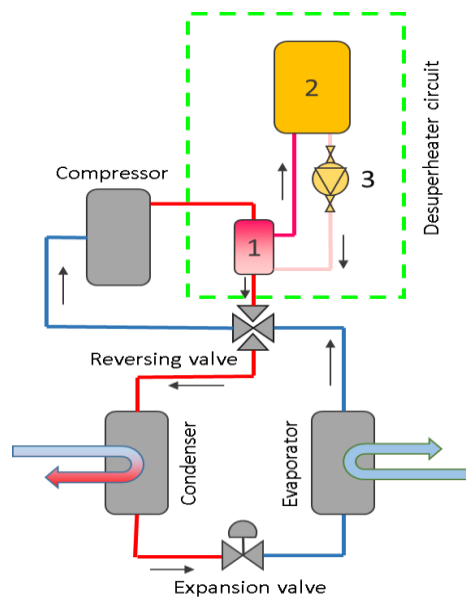 2
Desuperheater circuit
3
Compressor
1
Reversing valve
Condenser
Evaporator
Expansion valve